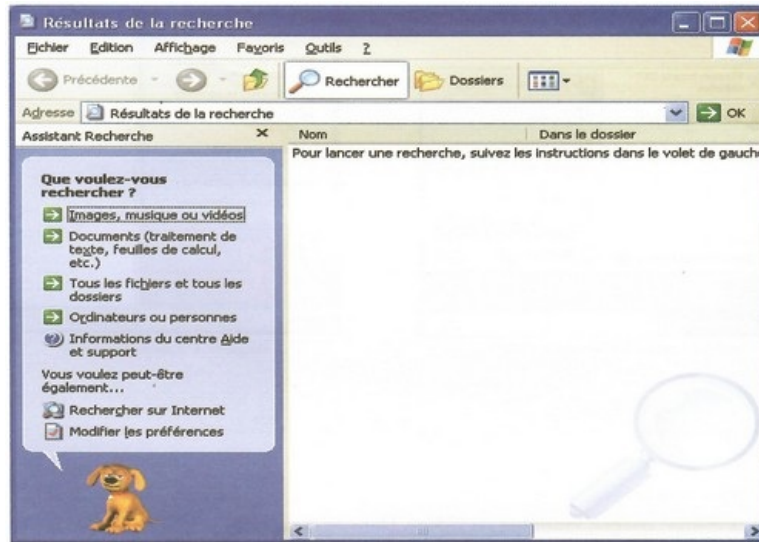 Résultats de la recherche
Fichier Edition Affichage Favoris Outils ?
Précédente Rechercher Dossiers
Adresse Résultats de la recherche OK
Assistant Recherche
Nom Dans le dossier
Pour lancer une recherche, suivez les instructions dans le volet de gauche
Que voulez-vous
rechercher ?
Images, musique ou vidéos
Documents (traitement de
texte, feuilles de calcul,
etc.)
Tous les fichiers et tous les
dossiers
Ordinateurs ou personnes
Informations du centre Aide
et support
Vous voulez peut-être
également...
Rechercher sur Internet
Modifier les préférences